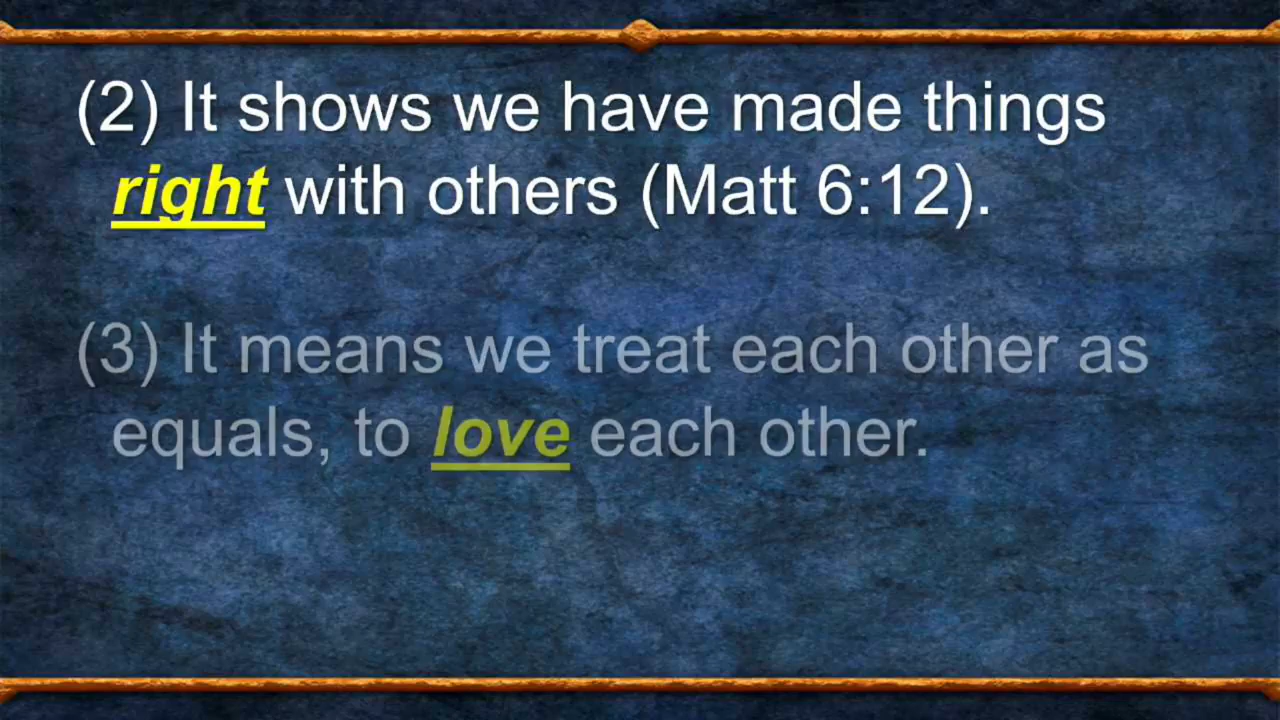 (2) It shows we have made things
right with others (Matt 6:12).
(3) It means we treat each other as
equals, to love each other.